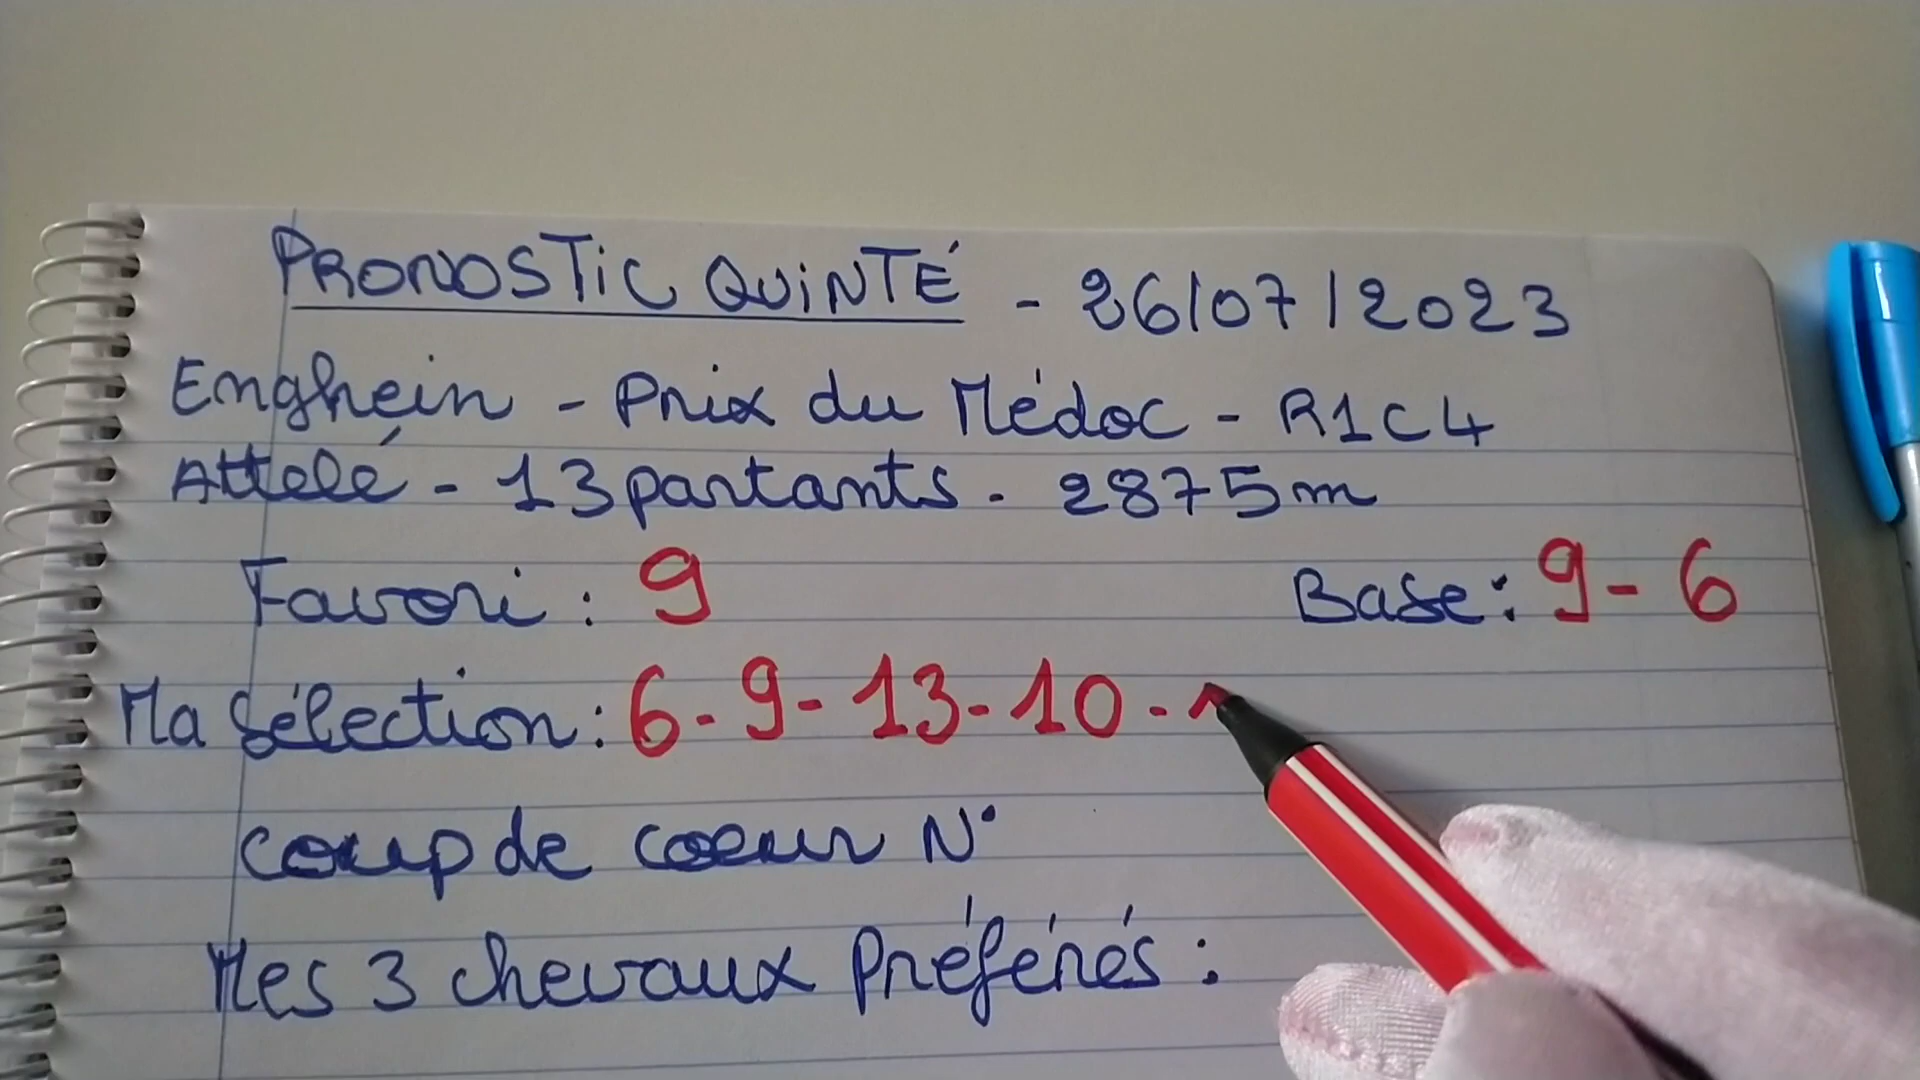 PRONOSTIC QUINTÉ - 26/07/2023
Enghein - Prix du Médoc - R1C4
Attelé - 13 partants - 2875m
Favori : 9 Base : 9 - 6
Ma Sélection : 6 - 9 - 13 - 10 -
coup de coeur N°
Mes 3 chevaux Préférés :